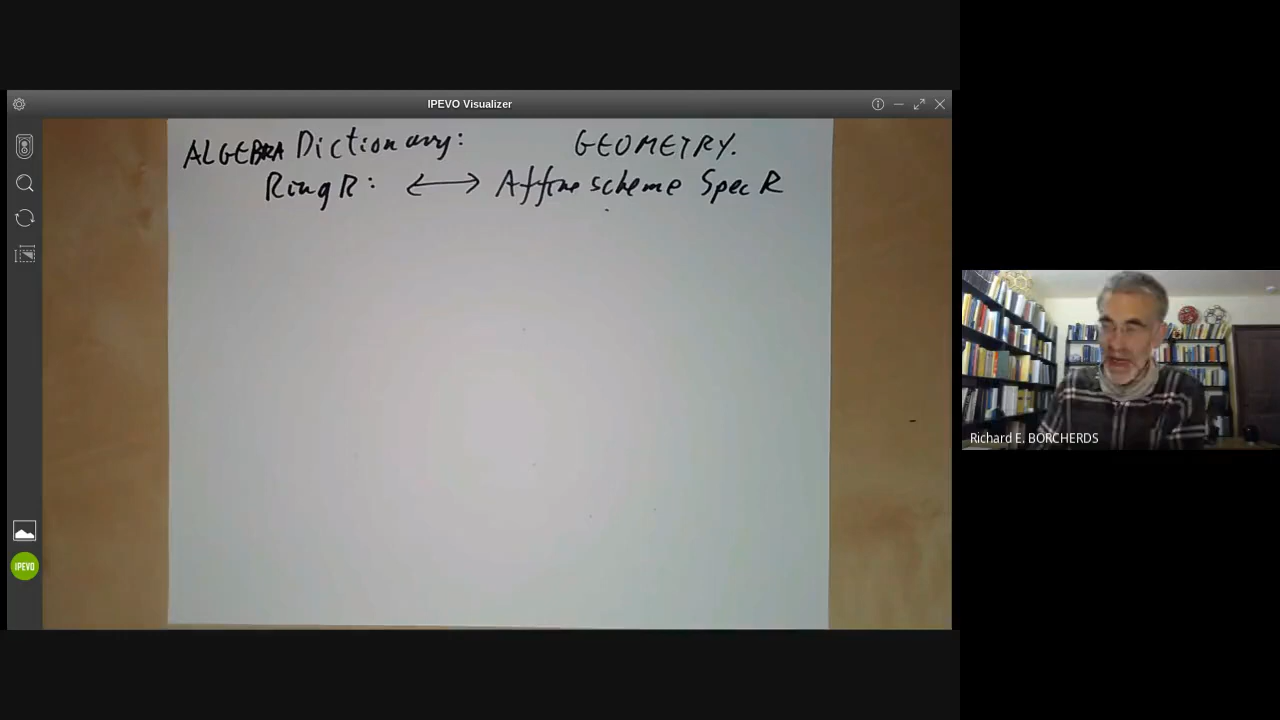 IPEVO Visualizer
ALGEBRA Dictionary: GEOMETRY.
Ring R: ⟷ Affine scheme Spec R
Richard E. BORCHERDS
IPEVO